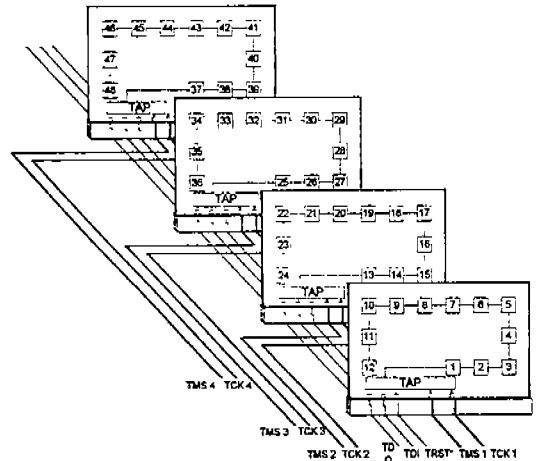 46 45 44 43 42 41
47 40
48 37 38 39
TAP
34 33 32 31 30 29
35 28
36 25 26 27
TAP
22 21 20 19 18 17
23 16
24 13 14 15
TAP
10 9 8 7 6 5
11 4
12 1 2 3
TAP
TMS 4 TCK 4
TMS 3 TCK 3
TMS 2 TCK 2
TD
O TDI TRST* TMS 1 TCK 1